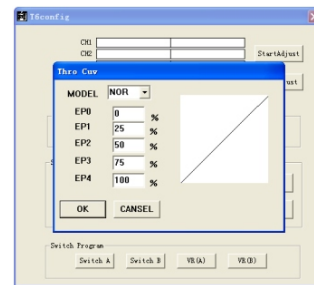 T6config
CH1
CH2
StartAdjust
Thro Cuv
ust
MODEL NOR
EP0 0 %
EP1 25 %
EP2 50 %
EP3 75 %
EP4 100 %
OK CANSEL
Switch Program
Switch A Switch B VR(A) VR(B)